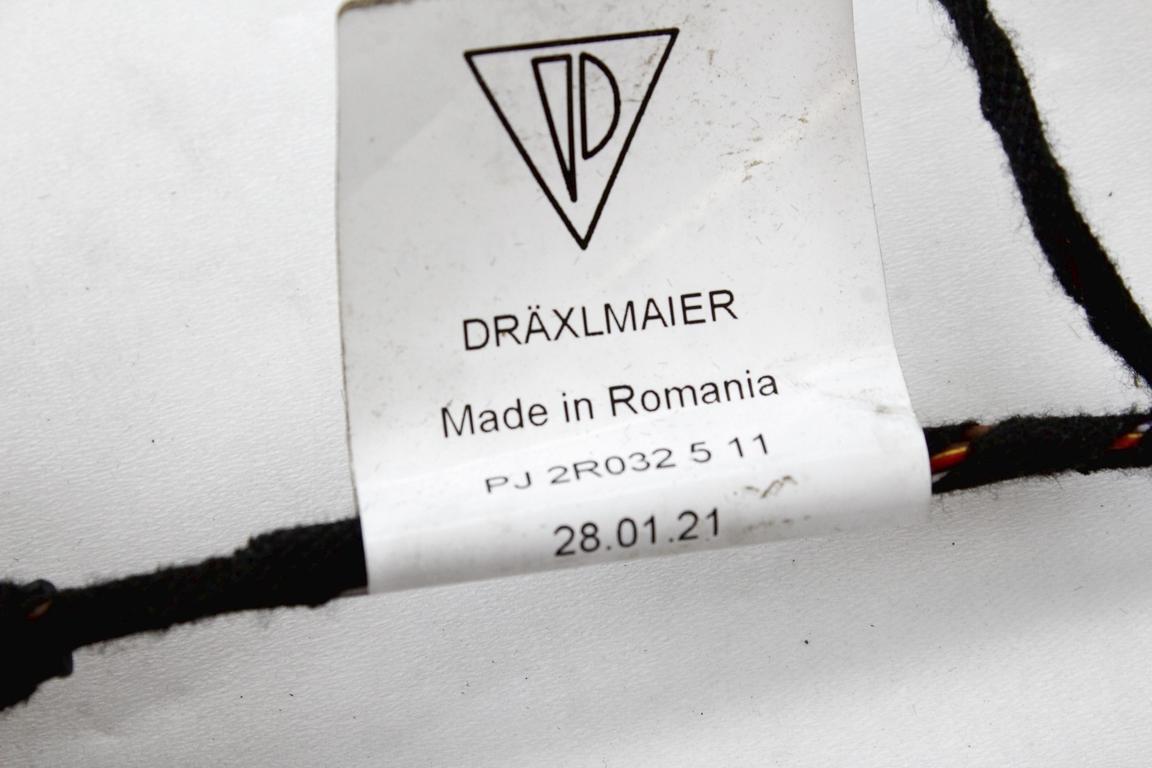 DRÄXLMAIER
Made in Romania
PJ 2R032 5 11
28.01.21